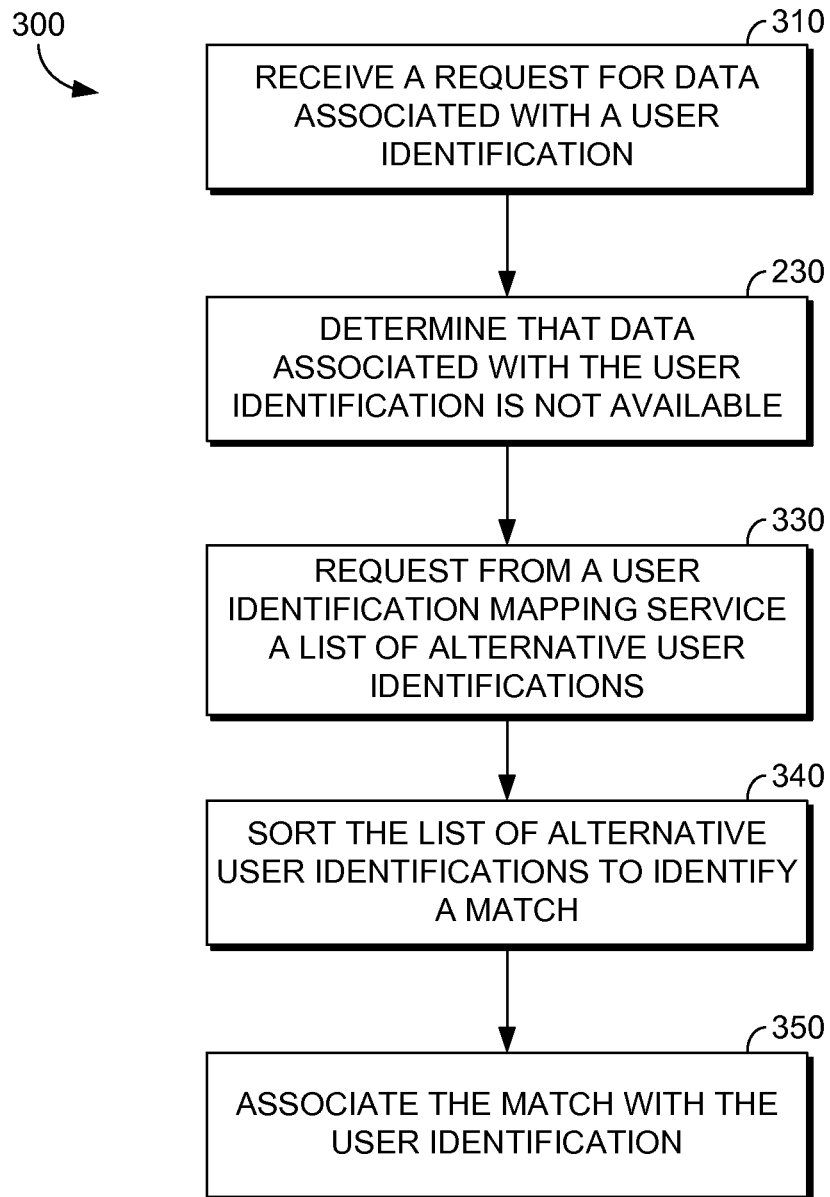 300
310
RECEIVE A REQUEST FOR DATA
ASSOCIATED WITH A USER
IDENTIFICATION
230
DETERMINE THAT DATA
ASSOCIATED WITH THE USER
IDENTIFICATION IS NOT AVAILABLE
330
REQUEST FROM A USER
IDENTIFICATION MAPPING SERVICE
A LIST OF ALTERNATIVE USER
IDENTIFICATIONS
340
SORT THE LIST OF ALTERNATIVE
USER IDENTIFICATIONS TO IDENTIFY
A MATCH
350
ASSOCIATE THE MATCH WITH THE
USER IDENTIFICATION